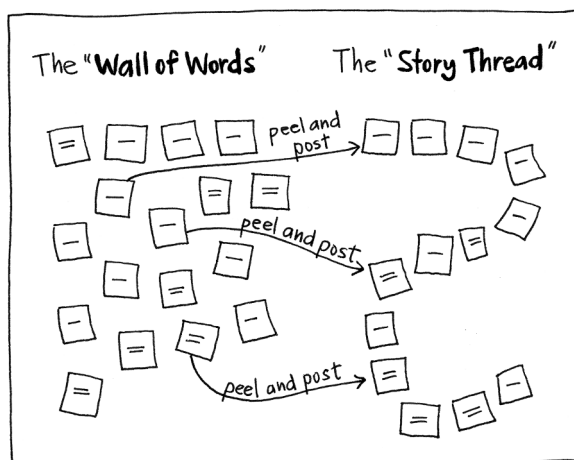 The "Wall of Words"
The "Story Thread"
peel and
post
peel and post
peel and post